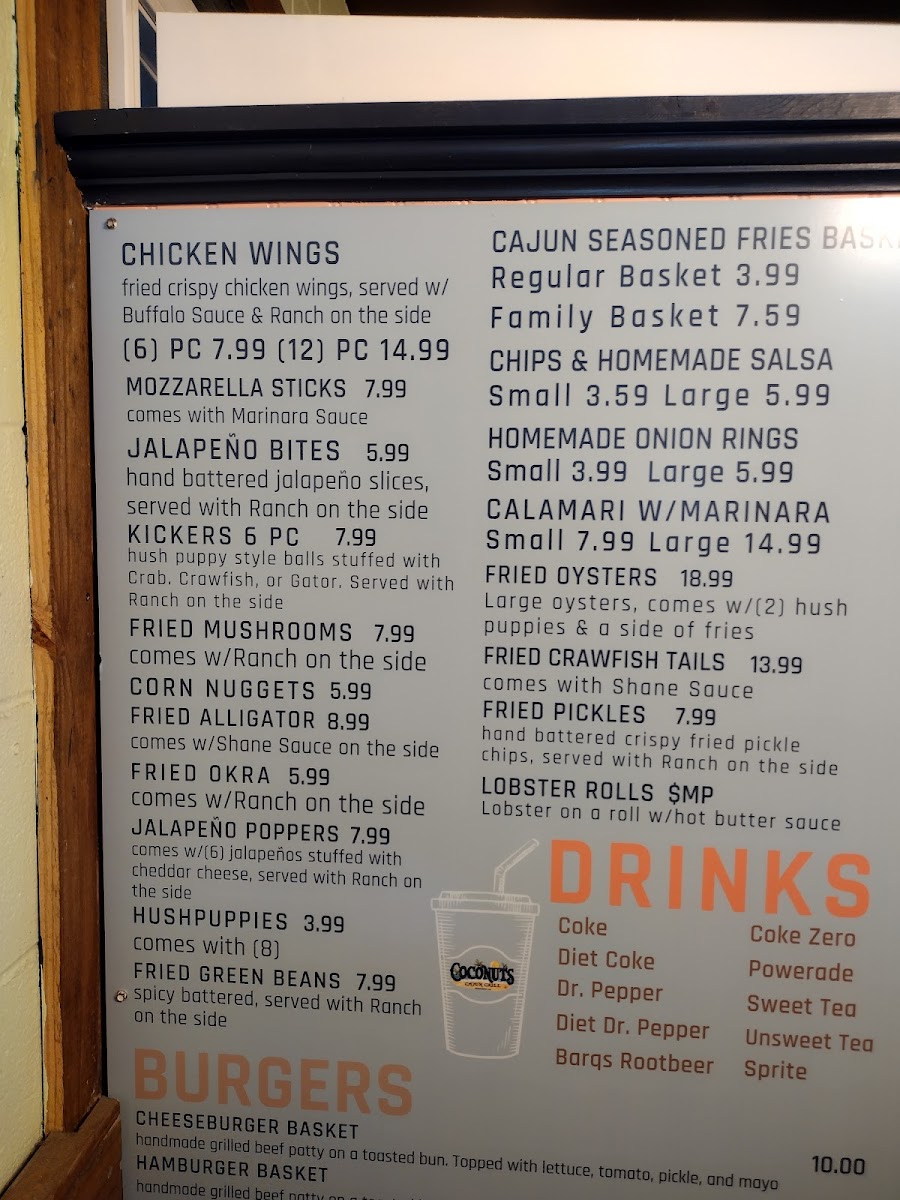 CHICKEN WINGS
fried crispy chicken wings, served w/
Buffalo Sauce & Ranch on the side
(6) PC 7.99 (12) PC 14.99
MOZZARELLA STICKS 7.99
comes with Marinara Sauce
JALAPEÑO BITES 5.99
hand battered jalapeño slices,
served with Ranch on the side
KICKERS 6 PC 7.99
hush puppy style balls stuffed with
Crab. Crawfish, or Gator. Served with
Ranch on the side
FRIED MUSHROOMS 7.99
comes w/Ranch on the side
CORN NUGGETS 5.99
FRIED ALLIGATOR 8.99
comes w/Shane Sauce on the side
FRIED OKRA 5.99
comes w/Ranch on the side
JALAPEÑO POPPERS 7.99
comes w/(6) jalapeños stuffed with
cheddar cheese, served with Ranch on
the side
HUSHPUPPIES 3.99
comes with (8)
FRIED GREEN BEANS 7.99
spicy battered, served with Ranch
on the side
CAJUN SEASONED FRIES
Regular Basket 3.99
Family Basket 7.59
CHIPS & HOMEMADE SALSA
Small 3.59 Large 5.99
HOMEMADE ONION RINGS
Small 3.99 Large 5.99
CALAMARI W/MARINARA
Small 7.99 Large 14.99
FRIED OYSTERS 18.99
Large oysters, comes w/(2) hush
puppies & a side of fries
FRIED CRAWFISH TAILS 13.99
comes with Shane Sauce
FRIED PICKLES 7.99
hand battered crispy fried pickle
chips, served with Ranch on the side
LOBSTER ROLLS $MP
Lobster on a roll w/hot butter sauce
COCONUTS
CAJUN GRILL
DRINKS
Coke
Diet Coke
Dr. Pepper
Diet Dr. Pepper
Barqs Rootbeer
Coke Zero
Powerade
Sweet Tea
Unsweet Tea
Sprite
BURGERS
CHEESEBURGER BASKET
handmade grilled beef patty on a toasted bun. Topped with lettuce, tomato, pickle, and mayo 10.00
HAMBURGER BASKET
handmade grilled beef patty on a